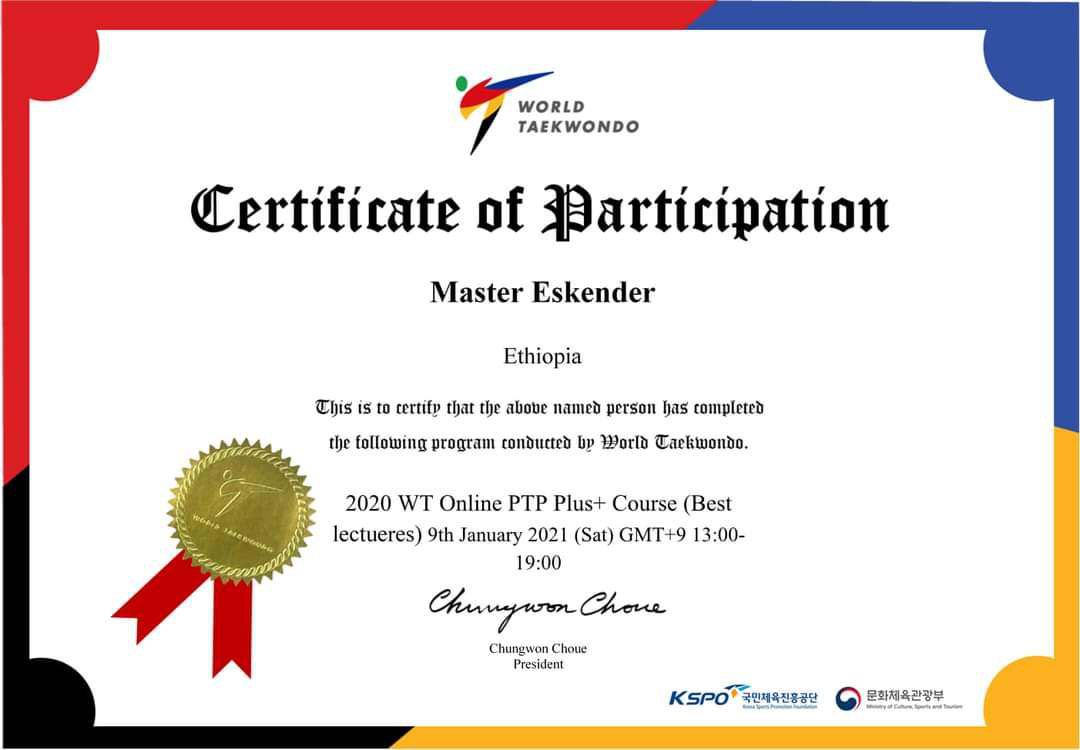 WORLD
TAEKWONDO
Certificate of Participation
Master Eskender
Ethiopia
This is to certify that the above named person has completed
the following program conducted by World Taekwondo.
WORLD TAEKWONDO
2020 WT Online PTP Plus+ Course (Best
lectueres) 9th January 2021 (Sat) GMT+9 13:00-
19:00
Chungwon Choue
Chungwon Choue
President
KSPO 국민체육진흥공단
Korea Sports Promotion Foundation
문화체육관광부
Ministry of Culture, Sports and Tourism